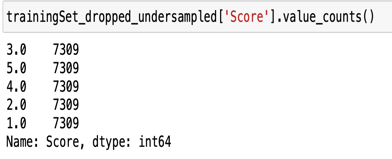 trainingSet_dropped_undersampled['Score'].value_counts()
3.0    7309
5.0    7309
4.0    7309
2.0    7309
1.0    7309
Name: Score, dtype: int64